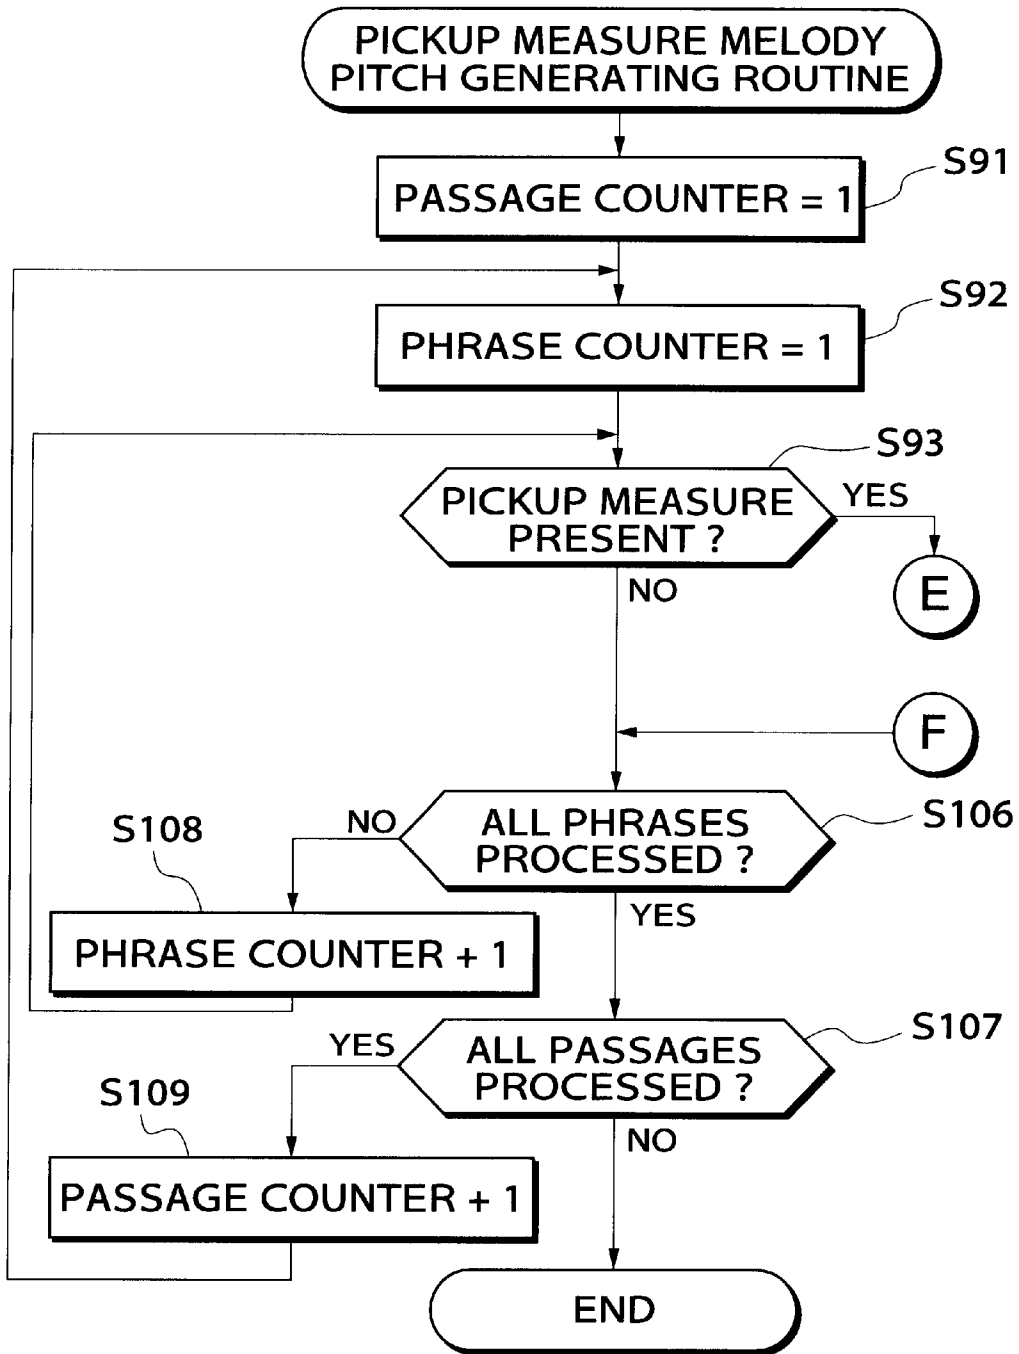 PICKUP MEASURE MELODY
PITCH GENERATING ROUTINE
S91
PASSAGE COUNTER = 1
S92
PHRASE COUNTER = 1
S93
PICKUP MEASURE
PRESENT ?
YES
E
NO
F
S106
ALL PHRASES
PROCESSED ?
NO
S108
YES
PHRASE COUNTER + 1
S107
ALL PASSAGES
PROCESSED ?
YES
S109
NO
PASSAGE COUNTER + 1
END